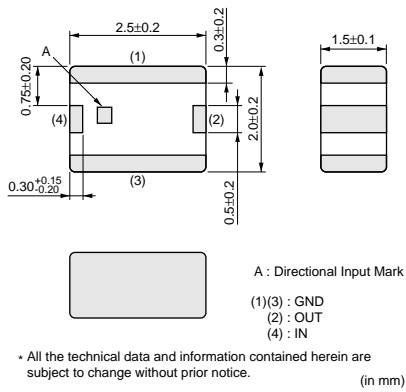 2.5±0.2
0.3±0.2
1.5±0.1
A
(1)
0.75±0.20
(4)
(2)
2.0±0.2
(3)
0.30+0.15
-0.20
0.5±0.2
A : Directional Input Mark
(1)(3) : GND
(2) : OUT
(4) : IN
* All the technical data and information contained herein are
subject to change without prior notice.
(in mm)